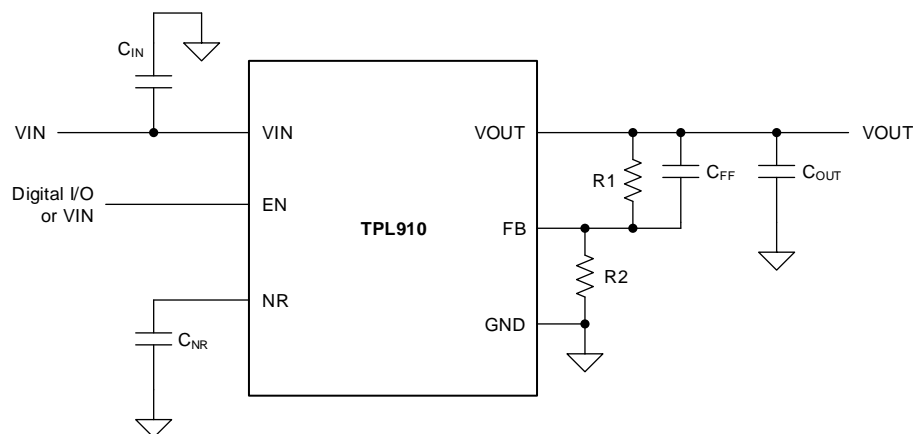 C_IN
VIN
VIN
VOUT
VOUT
R1
C_FF
C_OUT
Digital I/O
or VIN
EN
TPL910
FB
R2
NR
C_NR
GND